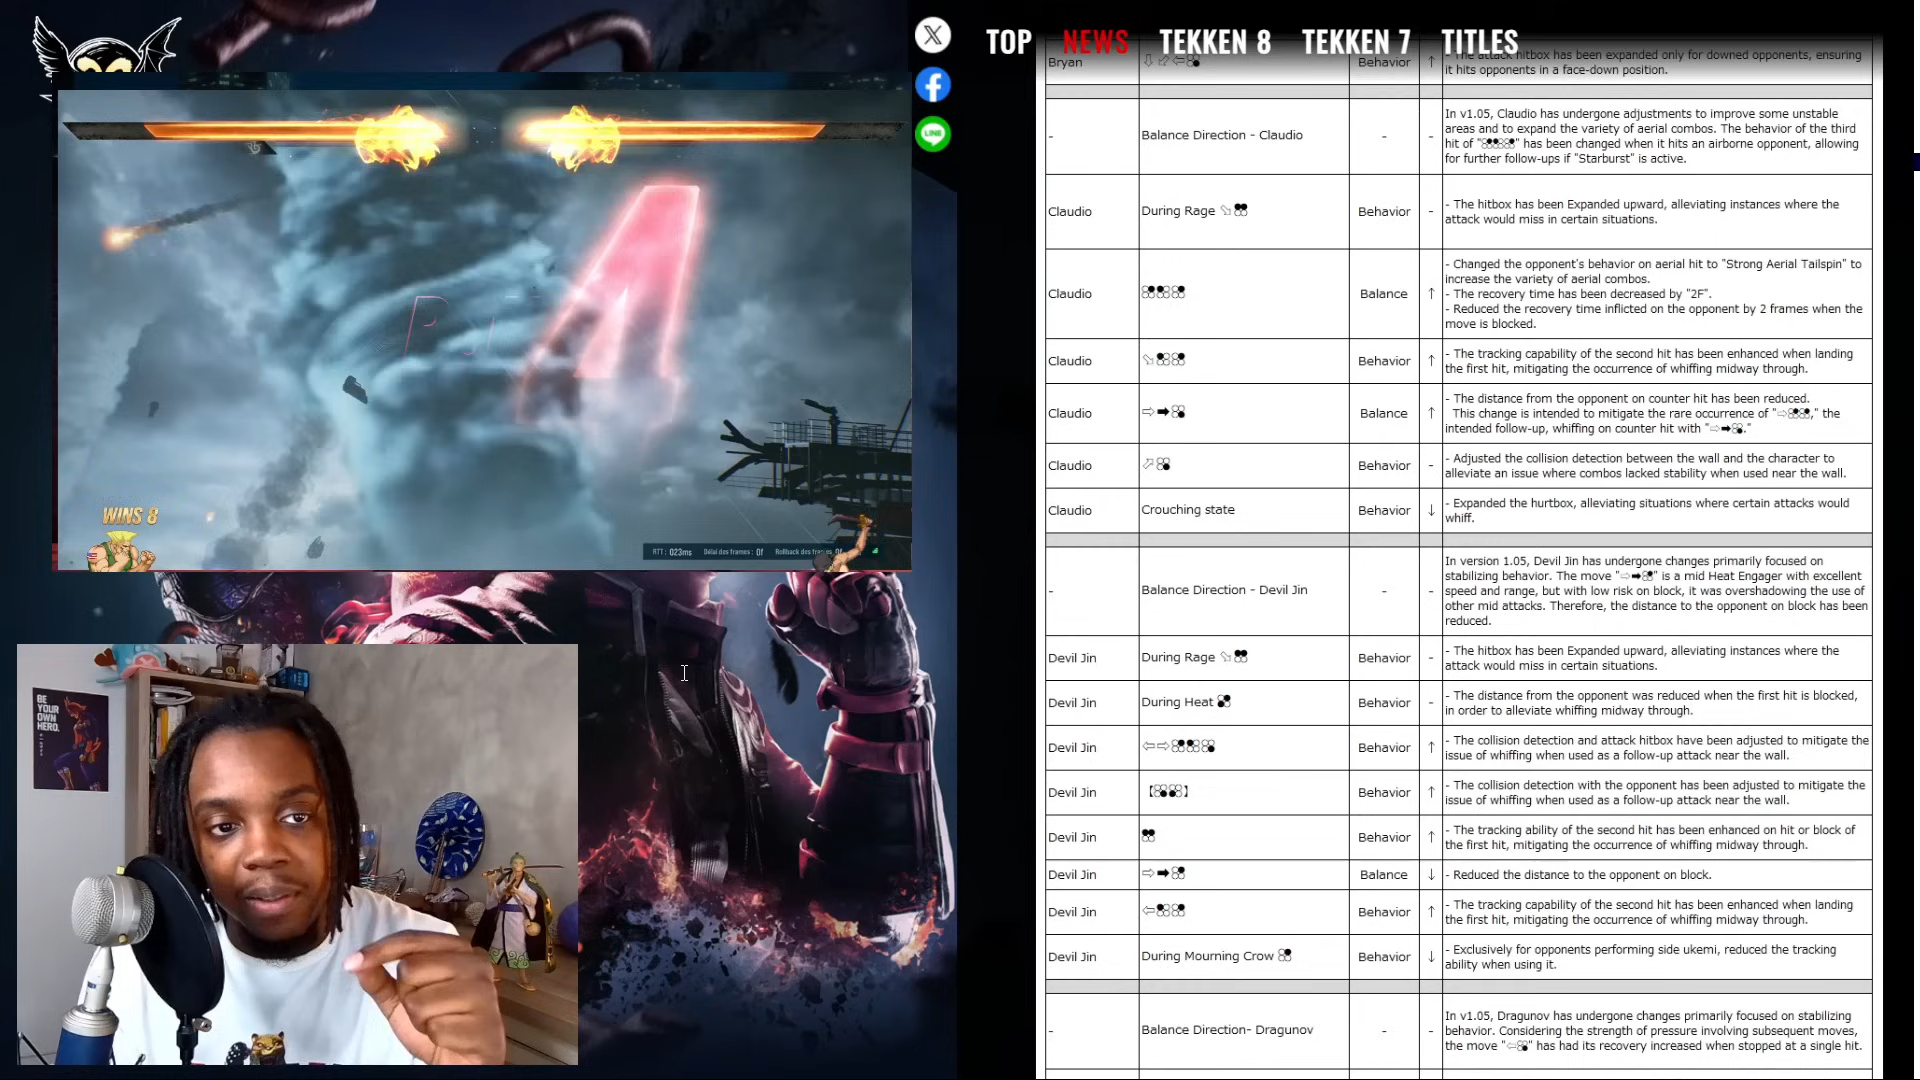 TOP NEWS TEKKEN 8 TEKKEN 7 TITLES
X
LINE
WINS 8
RTT : 023ms Délai des frames : 0f Rollback des frames 0f
BE
YOUR
OWN
HERO.
Bryan Behavior ↑ - The attack hitbox has been expanded only for downed opponents, ensuring
it hits opponents in a face-down position.
- Balance Direction - Claudio - - In v1.05, Claudio has undergone adjustments to improve some unstable
areas and to expand the variety of aerial combos. The behavior of the third
hit of "" has been changed when it hits an airborne opponent, allowing
for further follow-ups if "Starburst" is active.
Claudio During Rage Behavior - - The hitbox has been Expanded upward, alleviating instances where the
attack would miss in certain situations.
Claudio Balance ↑ - Changed the opponent's behavior on aerial hit to "Strong Aerial Tailspin" to
increase the variety of aerial combos.
- The recovery time has been decreased by "2F".
- Reduced the recovery time inflicted on the opponent by 2 frames when the
move is blocked.
Claudio Behavior ↑ - The tracking capability of the second hit has been enhanced when landing
the first hit, mitigating the occurrence of whiffing midway through.
Claudio ⇨➡ Balance ↑ - The distance from the opponent on counter hit has been reduced.
This change is intended to mitigate the rare occurrence of "⇨," the
intended follow-up, whiffing on counter hit with "⇨➡."
Claudio Behavior - - Adjusted the collision detection between the wall and the character to
alleviate an issue where combos lacked stability when used near the wall.
Claudio Crouching state Behavior ↓ - Expanded the hurtbox, alleviating situations where certain attacks would
whiff.
- Balance Direction - Devil Jin - - In version 1.05, Devil Jin has undergone changes primarily focused on
stabilizing behavior. The move "⇨➡" is a mid Heat Engager with excellent
speed and range, but with low risk on block, it was overshadowing the use of
other mid attacks. Therefore, the distance to the opponent on block has been
reduced.
Devil Jin During Rage Behavior - - The hitbox has been Expanded upward, alleviating instances where the
attack would miss in certain situations.
Devil Jin During Heat Behavior - - The distance from the opponent was reduced when the first hit is blocked,
in order to alleviate whiffing midway through.
Devil Jin ⇦⇨ Behavior ↑ - The collision detection and attack hitbox have been adjusted to mitigate the
issue of whiffing when used as a follow-up attack near the wall.
Devil Jin 【】 Behavior ↑ - The collision detection with the opponent has been adjusted to mitigate the
issue of whiffing when used as a follow-up attack near the wall.
Devil Jin Behavior ↑ - The tracking ability of the second hit has been enhanced on hit or block of
the first hit, mitigating the occurrence of whiffing midway through.
Devil Jin ⇨➡ Balance ↓ - Reduced the distance to the opponent on block.
Devil Jin ⇦ Behavior ↑ - The tracking capability of the second hit has been enhanced when landing
the first hit, mitigating the occurrence of whiffing midway through.
Devil Jin During Mourning Crow Behavior ↓ - Exclusively for opponents performing side ukemi, reduced the tracking
ability when using it.
- Balance Direction- Dragunov - - In v1.05, Dragunov has undergone changes primarily focused on stabilizing
behavior. Considering the strength of pressure involving subsequent moves,
the move "⇦" has had its recovery increased when stopped at a single hit.